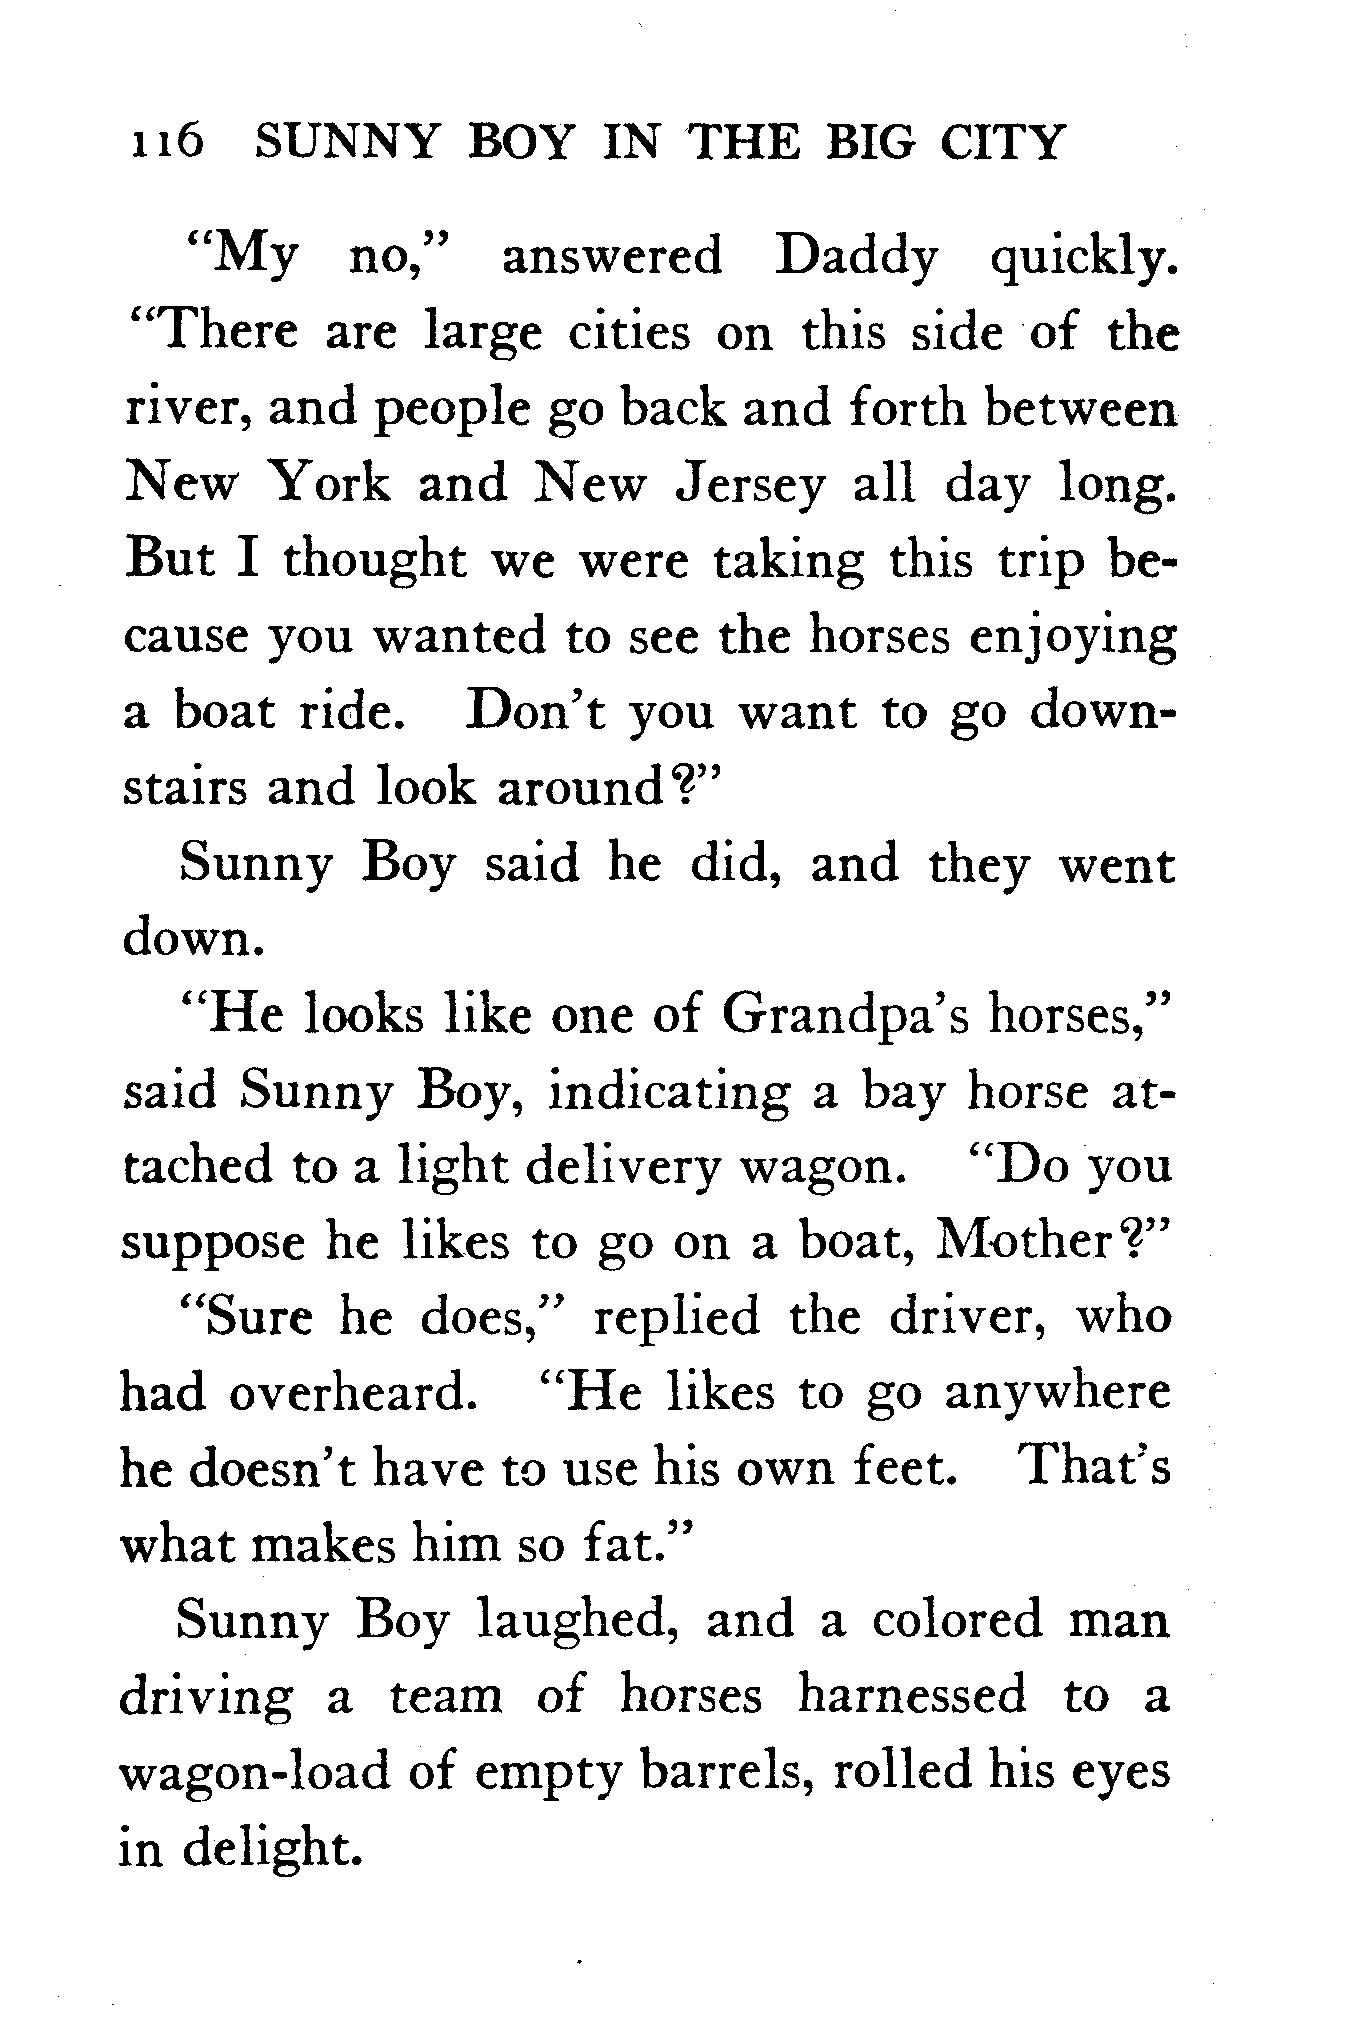 116 SUNNY BOY IN THE BIG CITY
“My no,” answered Daddy quickly.
“There are large cities on this side of the
river, and people go back and forth between
New York and New Jersey all day long.
But I thought we were taking this trip be-
cause you wanted to see the horses enjoying
a boat ride. Don’t you want to go down-
stairs and look around?”
Sunny Boy said he did, and they went
down.
“He looks like one of Grandpa’s horses,”
said Sunny Boy, indicating a bay horse at-
tached to a light delivery wagon. “Do you
suppose he likes to go on a boat, Mother?”
“Sure he does,” replied the driver, who
had overheard. “He likes to go anywhere
he doesn’t have to use his own feet. That’s
what makes him so fat.”
Sunny Boy laughed, and a colored man
driving a team of horses harnessed to a
wagon-load of empty barrels, rolled his eyes
in delight.